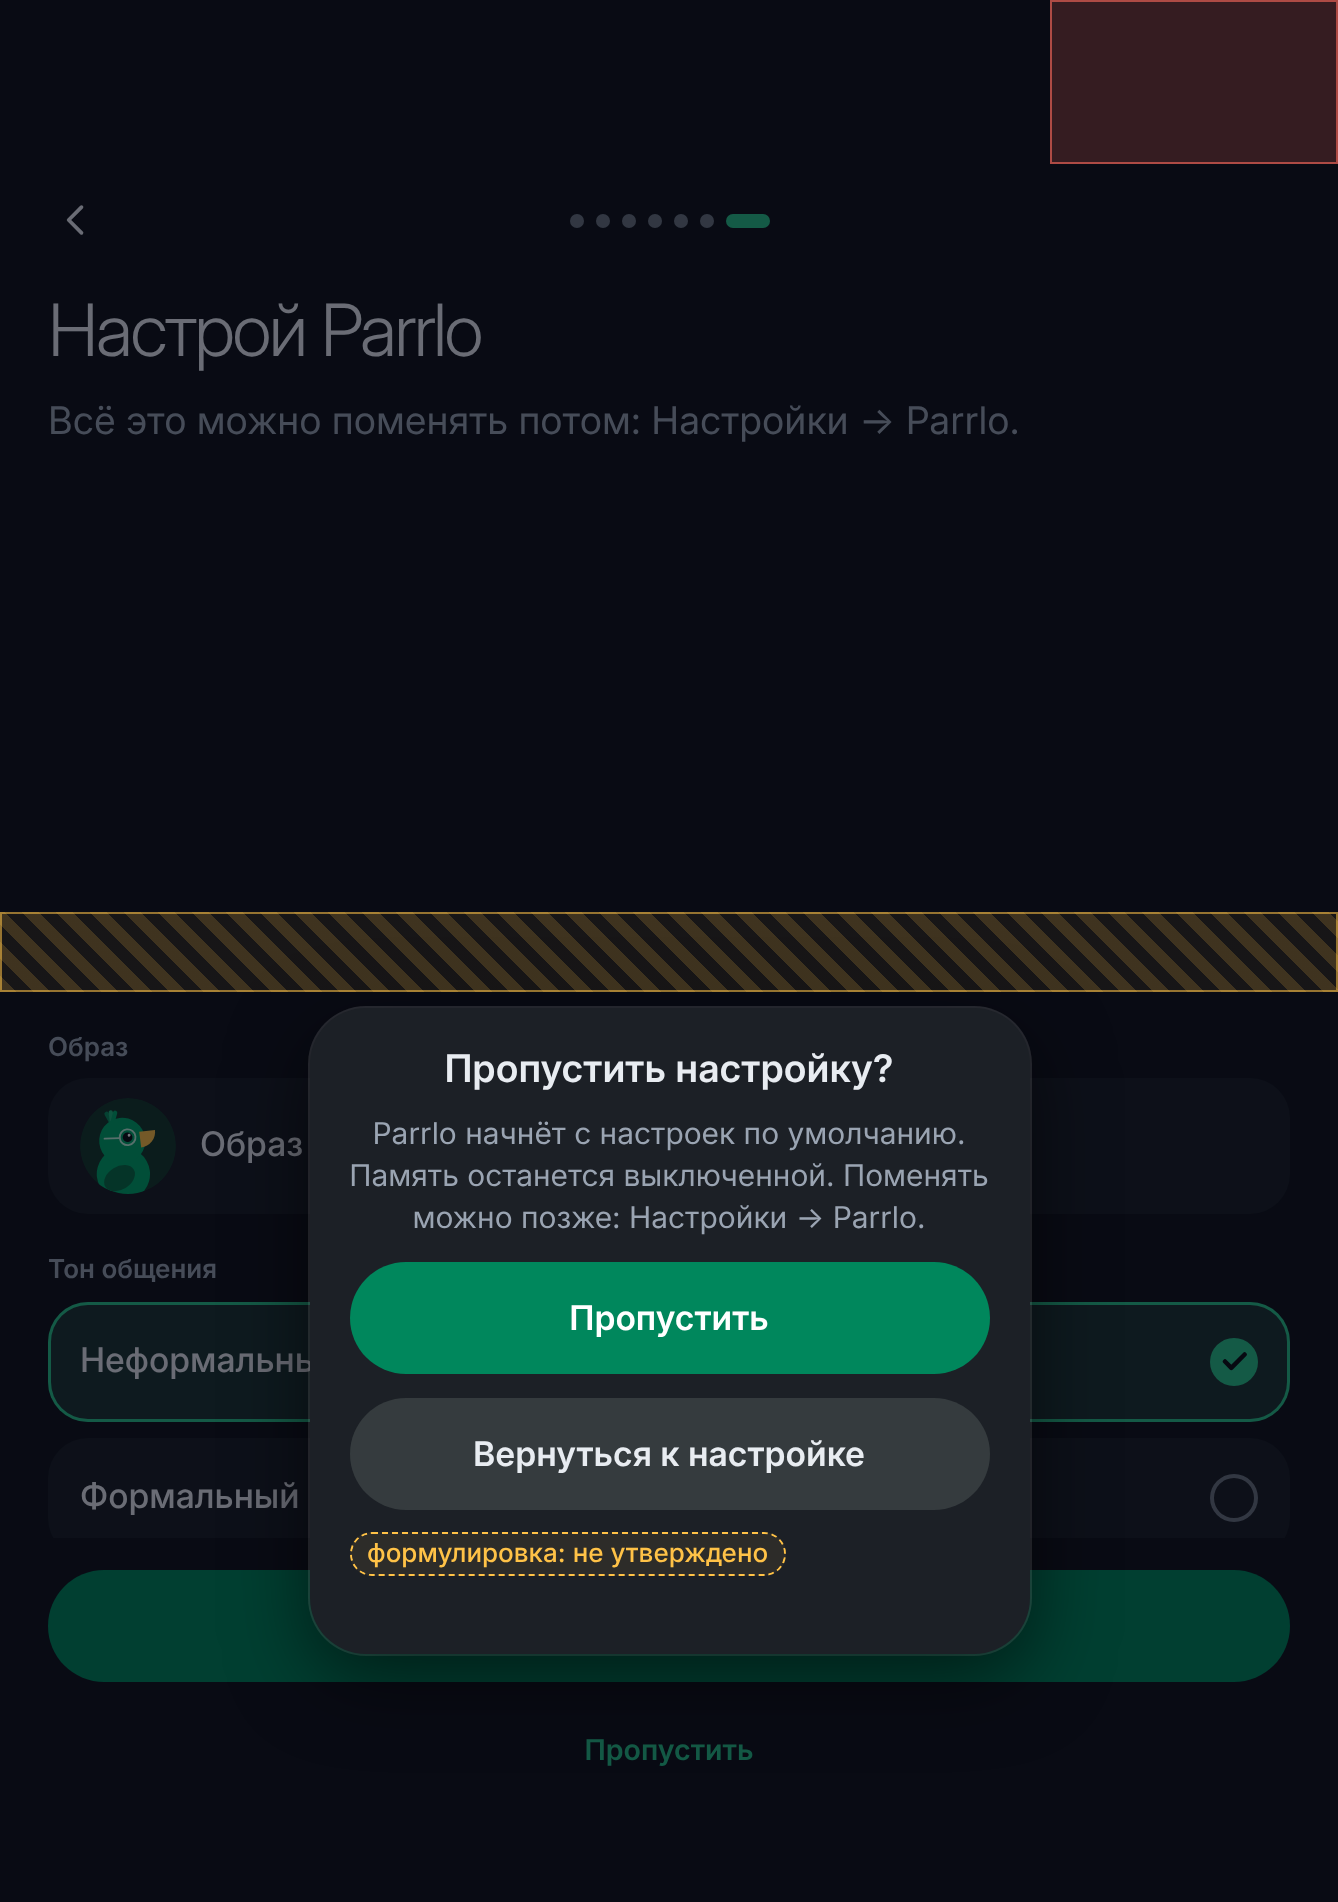 Настрой Parrlo
Всё это можно поменять потом: Настройки → Parrlo.
Образ
Образ
Тон общения
Неформальны
Формальный
Пропустить настройку?
Parrlo начнёт с настроек по умолчанию.
Память останется выключенной. Поменять
можно позже: Настройки → Parrlo.
Пропустить
Вернуться к настройке
формулировка: не утверждено
Пропустить